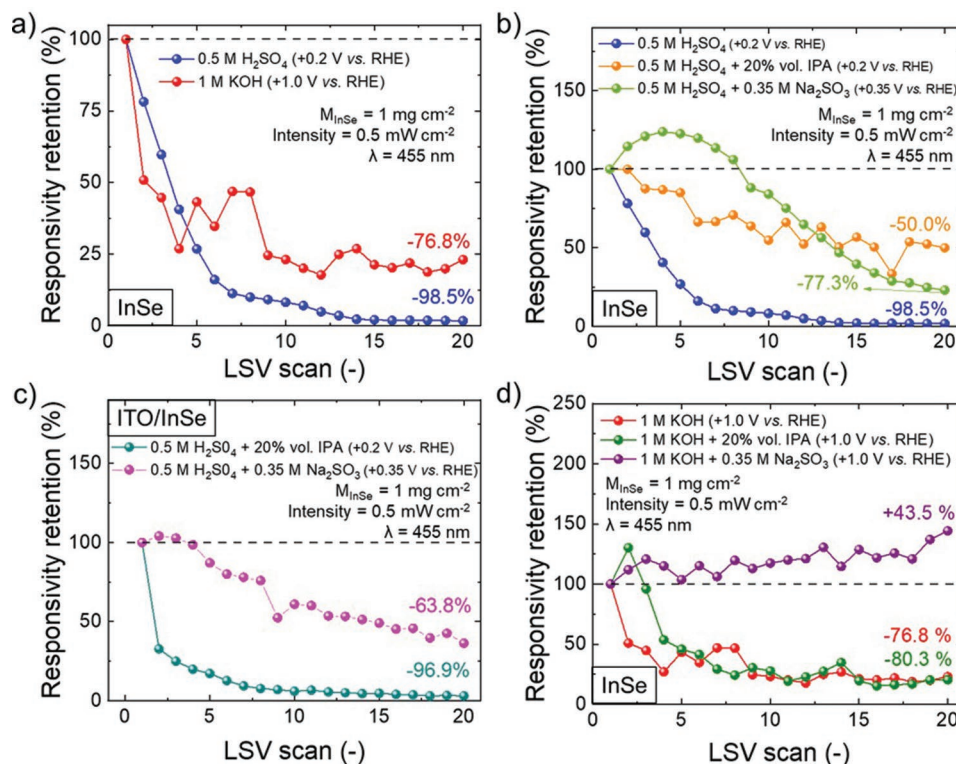 a)
Responsivity retention (%)
100
75
50
25
0
0.5 M H₂SO₄ (+0.2 V vs. RHE)
1 M KOH (+1.0 V vs. RHE)
M_InSe = 1 mg cm⁻²
Intensity = 0.5 mW cm⁻²
λ = 455 nm
-76.8%
-98.5%
InSe
0 5 10 15 20
LSV scan (-)
b)
Responsivity retention (%)
200
150
100
50
0
0.5 M H₂SO₄ (+0.2 V vs. RHE)
0.5 M H₂SO₄ + 20% vol. IPA (+0.2 V vs. RHE)
0.5 M H₂SO₄ + 0.35 M Na₂SO₃ (+0.35 V vs. RHE)
M_InSe = 1 mg cm⁻²
Intensity = 0.5 mW cm⁻²
λ = 455 nm
-50.0%
-77.3%
-98.5%
InSe
0 5 10 15 20
LSV scan (-)
c)
Responsivity retention (%)
150
100
50
0
ITO/InSe
0.5 M H₂S0₄ + 20% vol. IPA (+0.2 V vs. RHE)
0.5 M H₂S0₄ + 0.35 M Na₂SO₃ (+0.35 V vs. RHE)
M_InSe = 1 mg cm⁻²
Intensity = 0.5 mW cm⁻²
λ = 455 nm
-63.8%
-96.9%
0 5 10 15 20
LSV scan (-)
d)
Responsivity retention (%)
250
200
150
100
50
0
1 M KOH (+1.0 V vs. RHE)
1 M KOH + 20% vol. IPA (+1.0 V vs. RHE)
1 M KOH + 0.35 M Na₂SO₃ (+1.0 V vs. RHE)
M_InSe = 1 mg cm⁻²
Intensity = 0.5 mW cm⁻²
λ = 455 nm
+43.5 %
-76.8 %
-80.3 %
InSe
0 5 10 15 20
LSV scan (-)